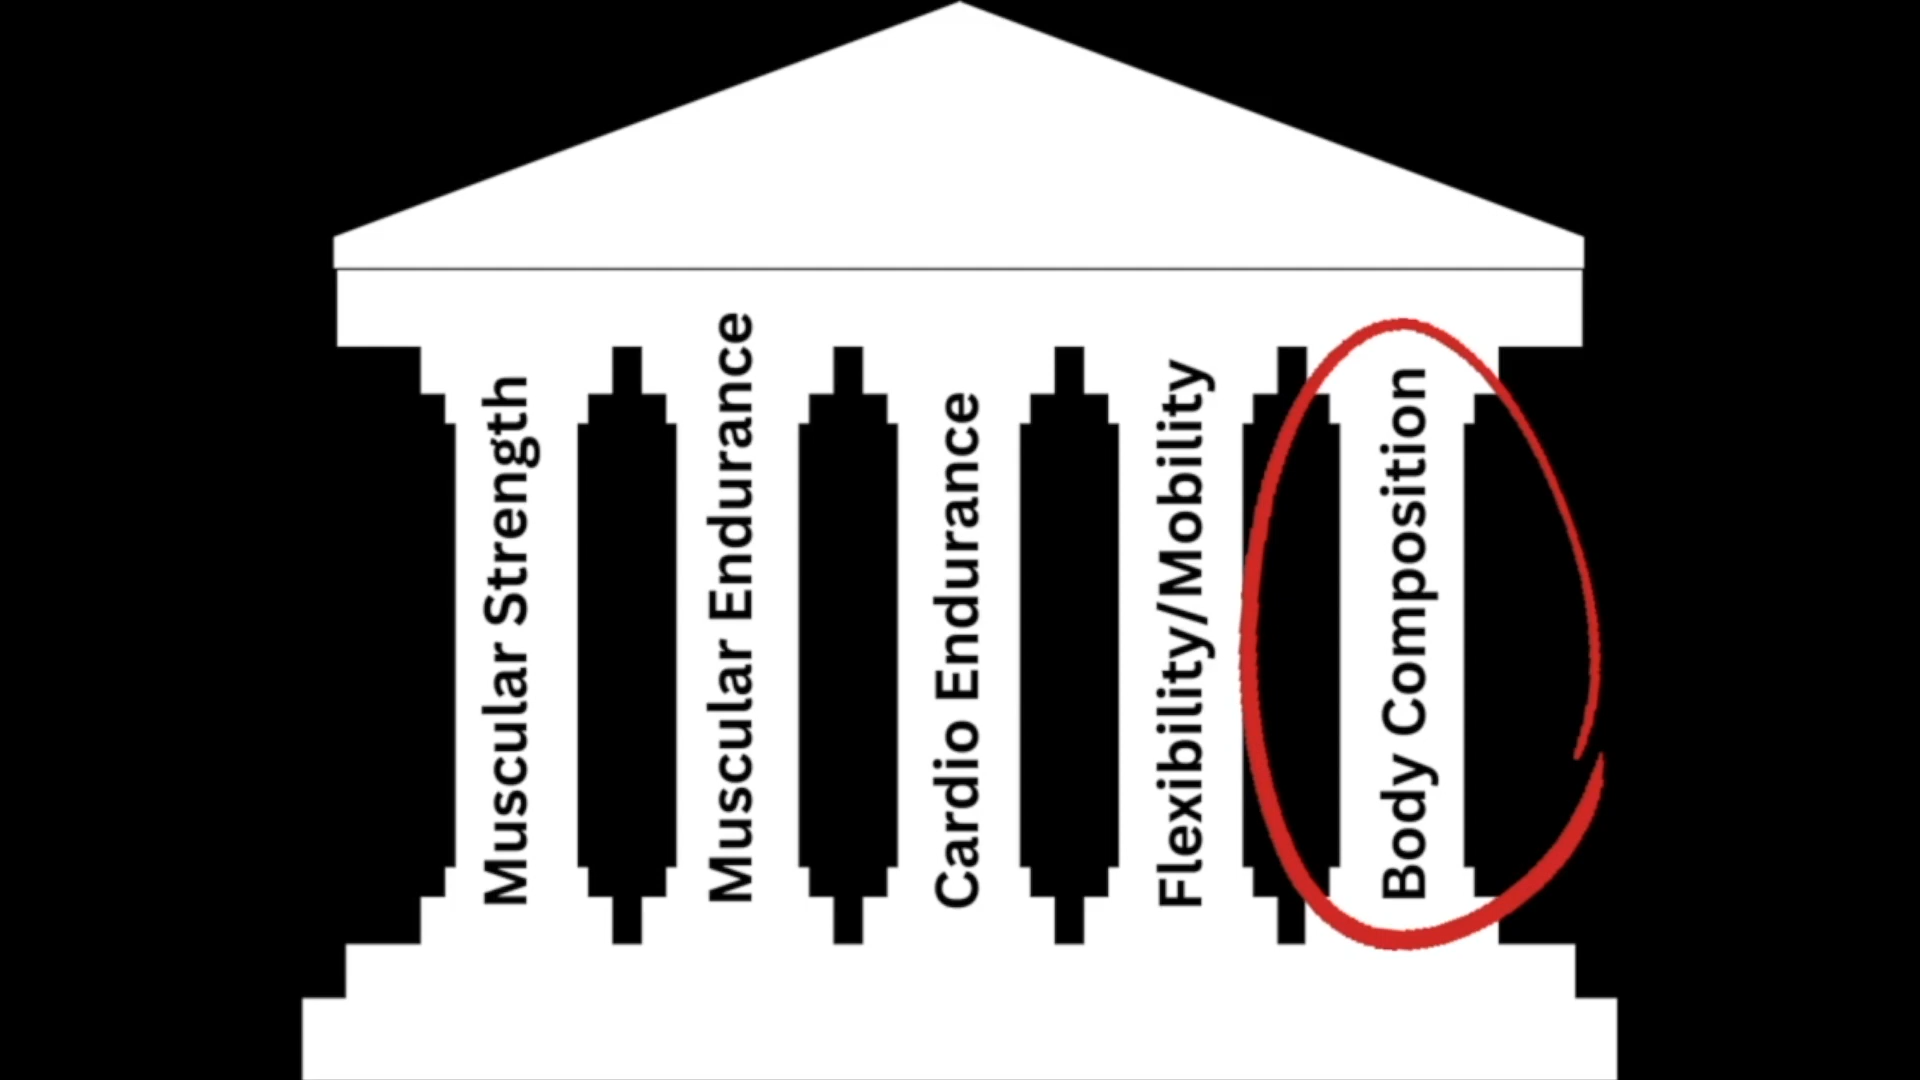 Muscular Strength
Muscular Endurance
Cardio Endurance
Flexibility/Mobility
Body Composition